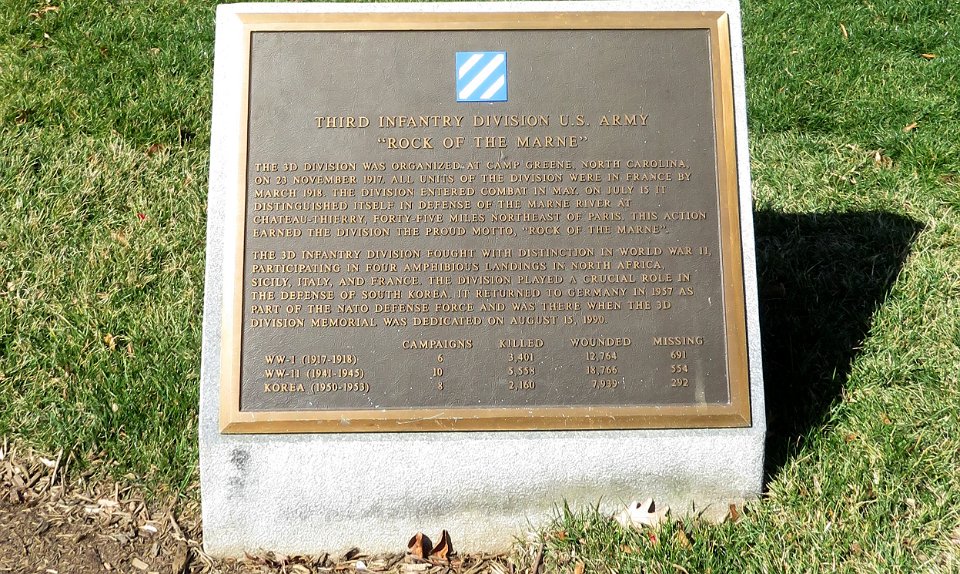 THIRD INFANTRY DIVISION U.S. ARMY
"ROCK OF THE MARNE"
THE 3D DIVISION WAS ORGANIZED AT CAMP GREENE, NORTH CAROLINA,
ON 23 NOVEMBER 1917. ALL UNITS OF THE DIVISION WERE IN FRANCE BY
MARCH 1918. THE DIVISION ENTERED COMBAT IN MAY. ON JULY 15 IT
DISTINGUISHED ITSELF IN DEFENSE OF THE MARNE RIVER AT
CHATEAU-THIERRY, FORTY-FIVE MILES NORTHEAST OF PARIS. THIS ACTION
EARNED THE DIVISION THE PROUD MOTTO, "ROCK OF THE MARNE".
THE 3D INFANTRY DIVISION FOUGHT WITH DISTINCTION IN WORLD WAR II,
PARTICIPATING IN FOUR AMPHIBIOUS LANDINGS IN NORTH AFRICA,
SICILY, ITALY, AND FRANCE. THE DIVISION PLAYED A CRUCIAL ROLE IN
THE DEFENSE OF SOUTH KOREA. IT RETURNED TO GERMANY IN 1957 AS
PART OF THE NATO DEFENSE FORCE AND WAS THERE WHEN THE 3D
DIVISION MEMORIAL WAS DEDICATED ON AUGUST 15, 1990.
CAMPAIGNS KILLED WOUNDED MISSING
WW-I (1917-1918) 6 3,401 12,764 691
WW-II (1941-1945) 10 5,558 18,766 554
KOREA (1950-1953) 8 2,160 7,939 292